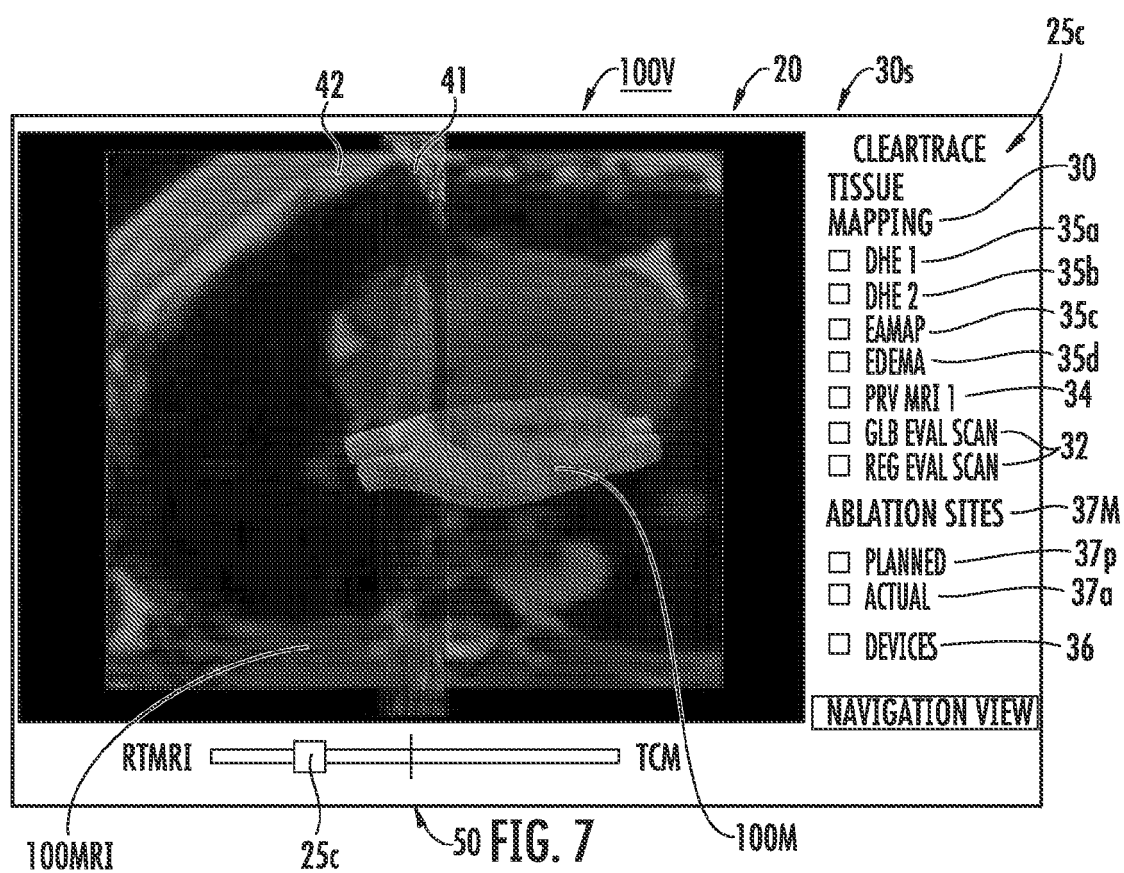 25c
100V 20 30s
42 41
CLEARTRACE
TISSUE
MAPPING 30
☐ DHE 1 35a
☐ DHE 2 35b
☐ EAMAP 35c
☐ EDEMA 35d
☐ PRV MRI 1 34
☐ GLB EVAL SCAN 32
☐ REG EVAL SCAN
ABLATION SITES 37M
☐ PLANNED 37p
☐ ACTUAL 37a
☐ DEVICES 36
NAVIGATION VIEW
RTMRI TCM
100MRI 25c 50 FIG. 7 100M